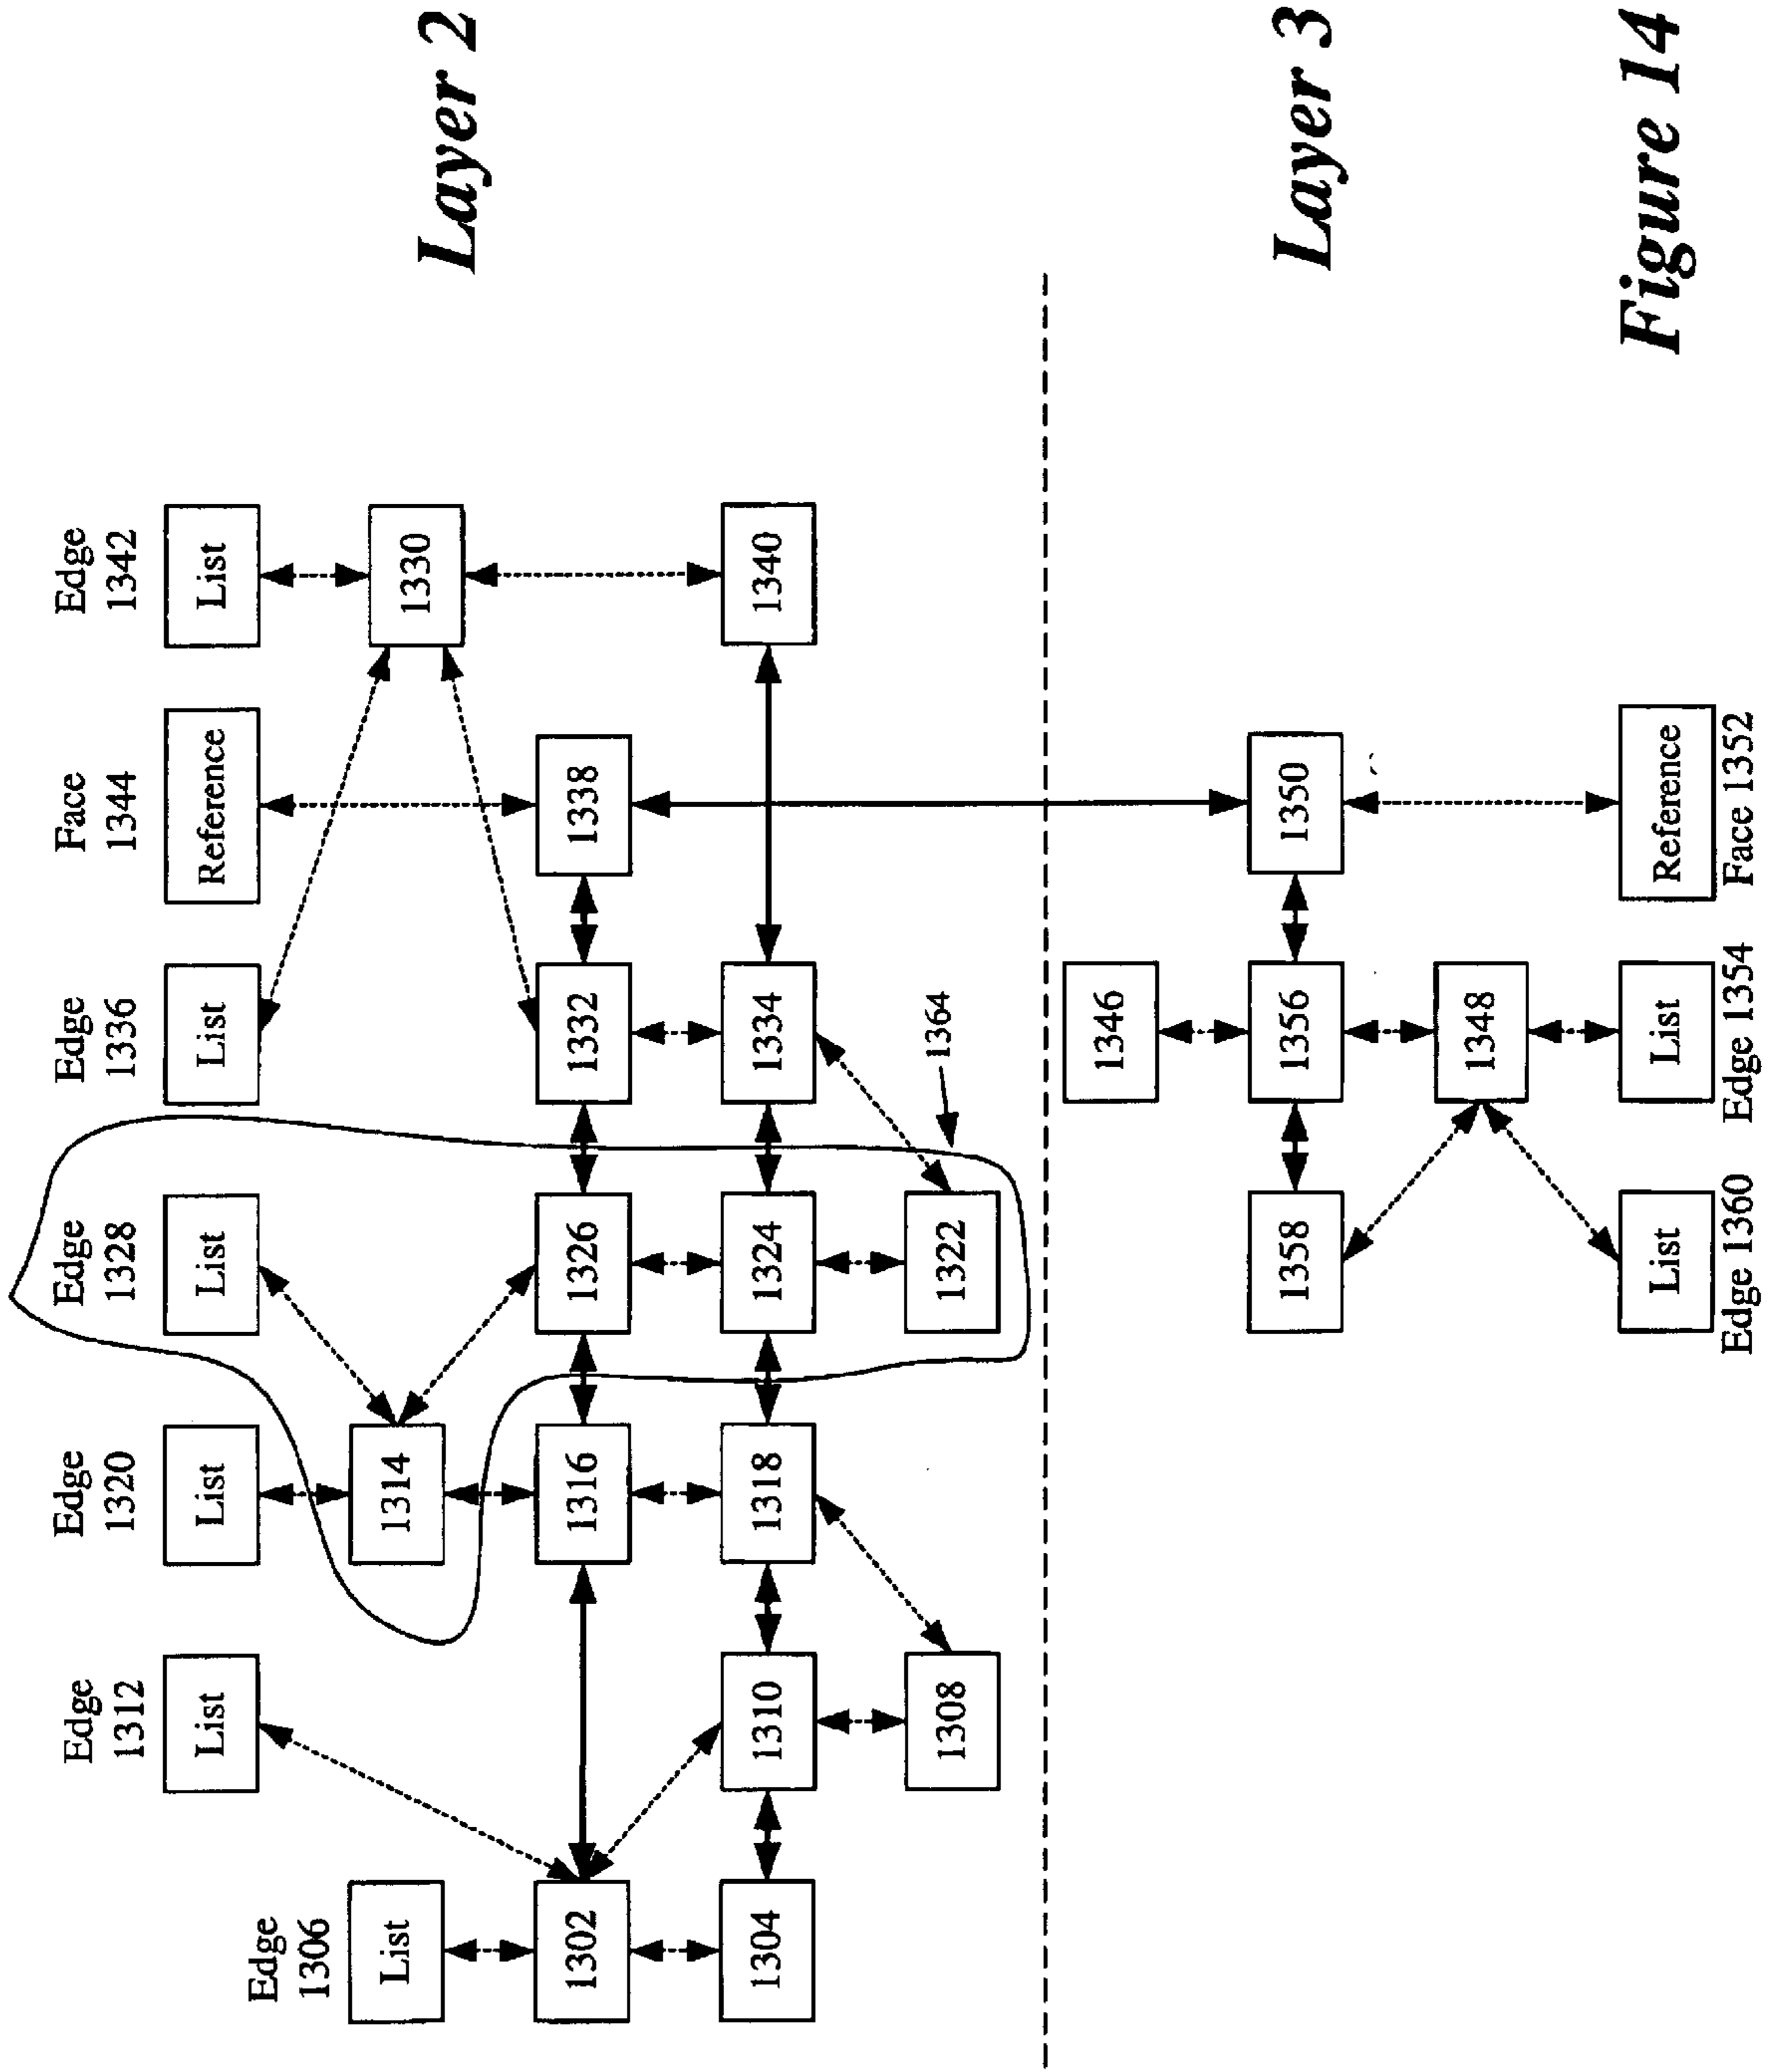 Edge Edge Edge Edge Face Edge
1312 1320 1328 1336 1344 1342
List List List List Reference List
Edge
1306
List 1314 1330
Layer 2
1302 1316 1326 1332 1338
1304 1310 1318 1324 1334 1340
1308 1322 1364
1346
1358 1356 1350
Layer 3
1348
List List Reference
Edge 1360 Edge 1354 Face 1352
Figure 14